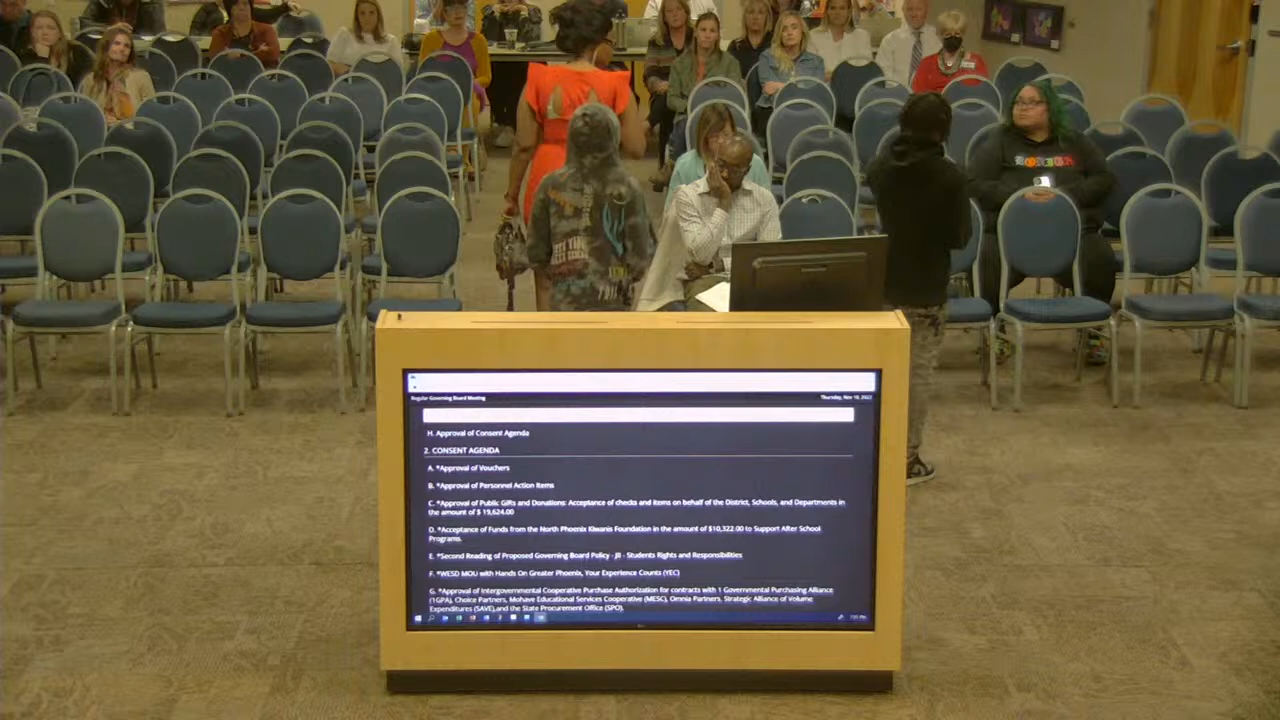 Regular Governing Board Meeting
Thursday, Nov 10, 2022
H. Approval of Consent Agenda
2. CONSENT AGENDA
A. *Approval of Vouchers
B. *Approval of Personnel Action Items
C. *Approval of Public Gifts and Donations: Acceptance of checks and items on behalf of the District, Schools, and Departments in
the amount of $ 19,624.00
D. *Acceptance of Funds from the North Phoenix Kiwanis Foundation in the amount of $10,322.00 to Support After School
Programs.
E. *Second Reading of Proposed Governing Board Policy - JII - Students Rights and Responsibilities
F. *WESD MOU with Hands On Greater Phoenix, Your Experience Counts (YEC)
G. *Approval of Intergovernmental Cooperative Purchase Authorization for contracts with 1 Governmental Purchasing Alliance
(1GPA), Choice Partners, Mohave Educational Services Cooperative (MESC), Omnia Partners, Strategic Alliance of Volume
Expenditures (SAVE),and the State Procurement Office (SPO).